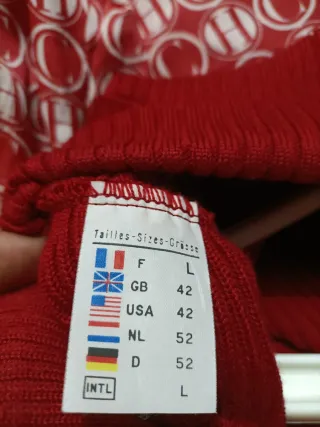 Tailles-Sizes-Grösse
F L
GB 42
USA 42
NL 52
D 52
INTL L